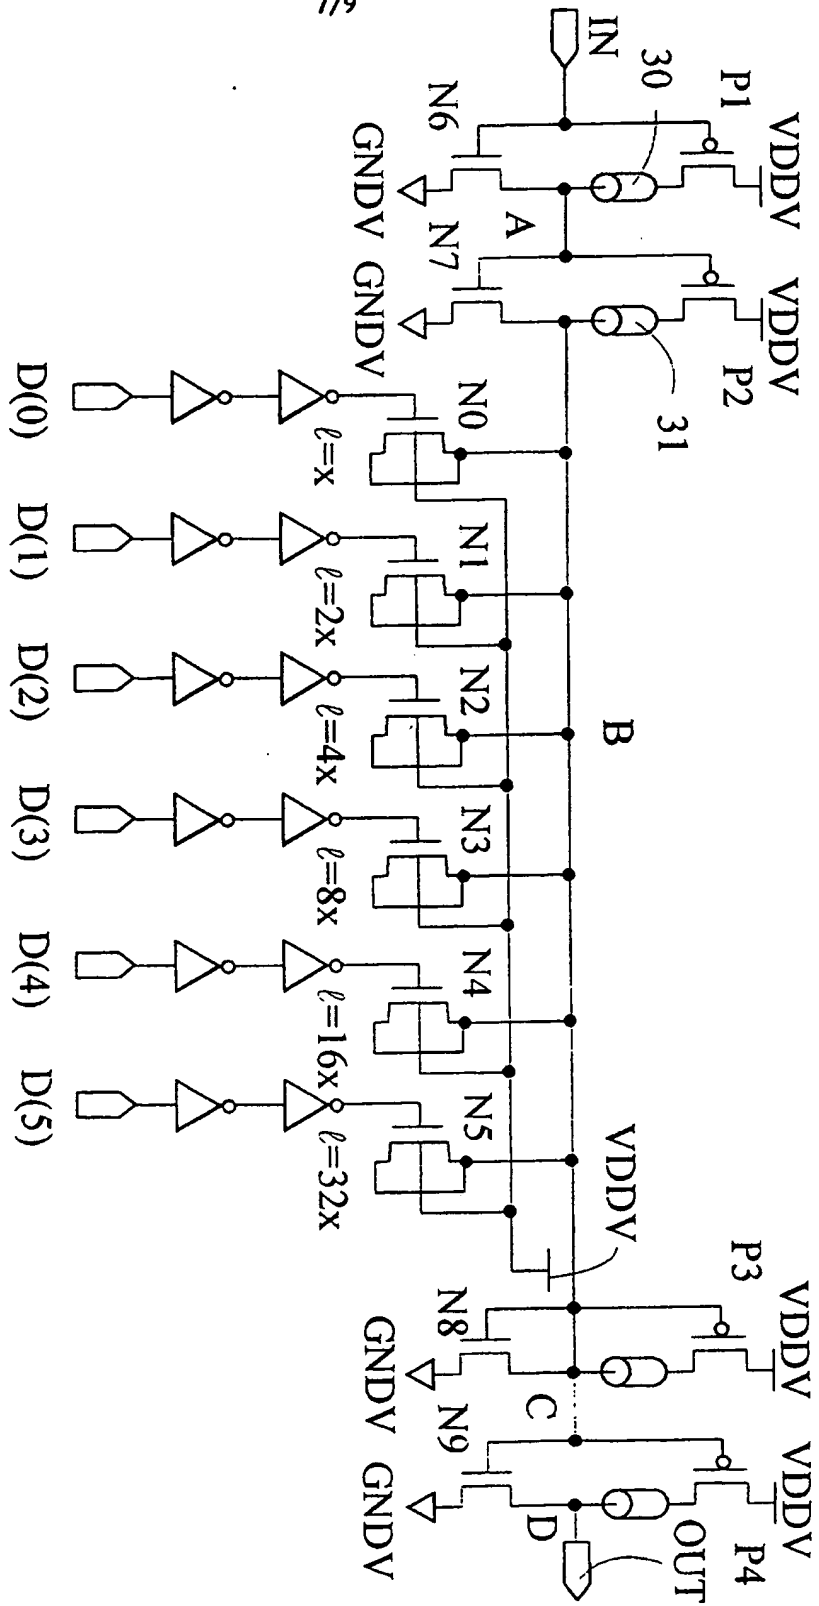 7/9
IN
30
P1
VDDV
N6
GNDV
A
N7
GNDV
VDDV
P2
31
B
N0
ℓ=x
N1
ℓ=2x
N2
ℓ=4x
N3
ℓ=8x
N4
ℓ=16x
N5
ℓ=32x
D(0)
D(1)
D(2)
D(3)
D(4)
D(5)
VDDV
P3
VDDV
N8
GNDV
C
N9
GNDV
VDDV
P4
D
OUT